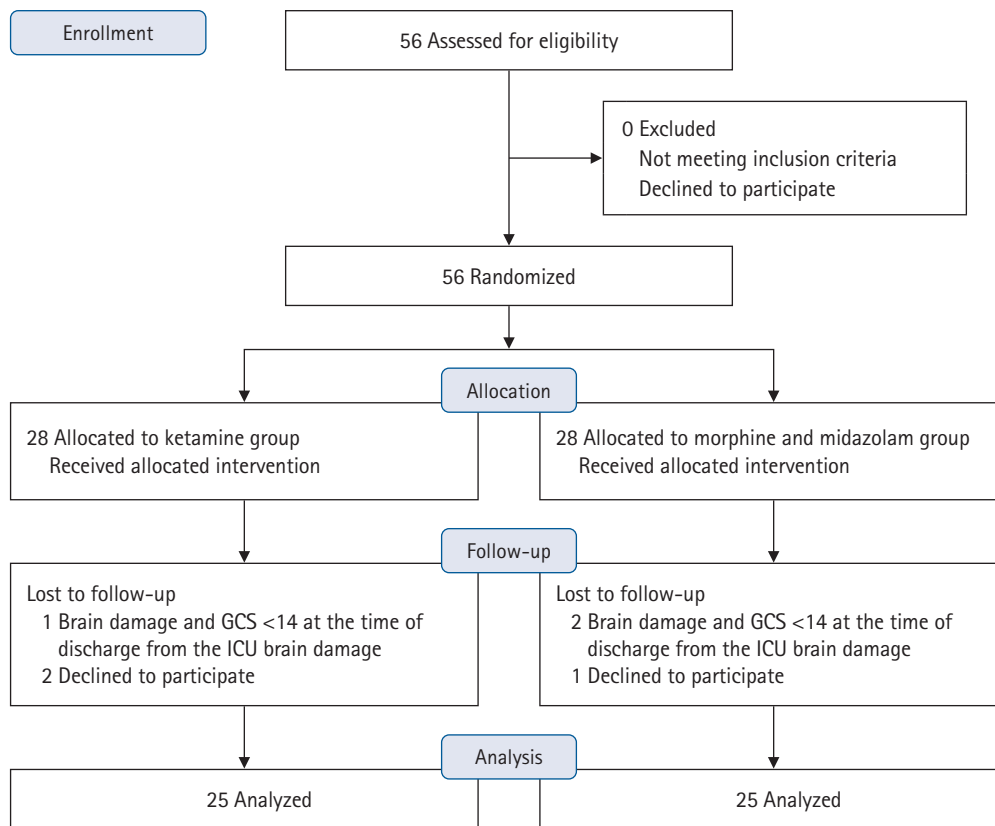 Enrollment
56 Assessed for eligibility
0 Excluded
Not meeting inclusion criteria
Declined to participate
56 Randomized
Allocation
28 Allocated to ketamine group
Received allocated intervention
28 Allocated to morphine and midazolam group
Received allocated intervention
Follow-up
Lost to follow-up
1 Brain damage and GCS <14 at the time of
discharge from the ICU brain damage
2 Declined to participate
Lost to follow-up
2 Brain damage and GCS <14 at the time of
discharge from the ICU brain damage
1 Declined to participate
Analysis
25 Analyzed
25 Analyzed